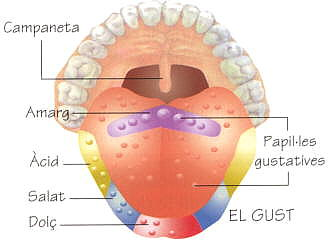 Campaneta
Amarg
Àcid
Salat
Dolç
Papil·les
gustatives
EL GUST